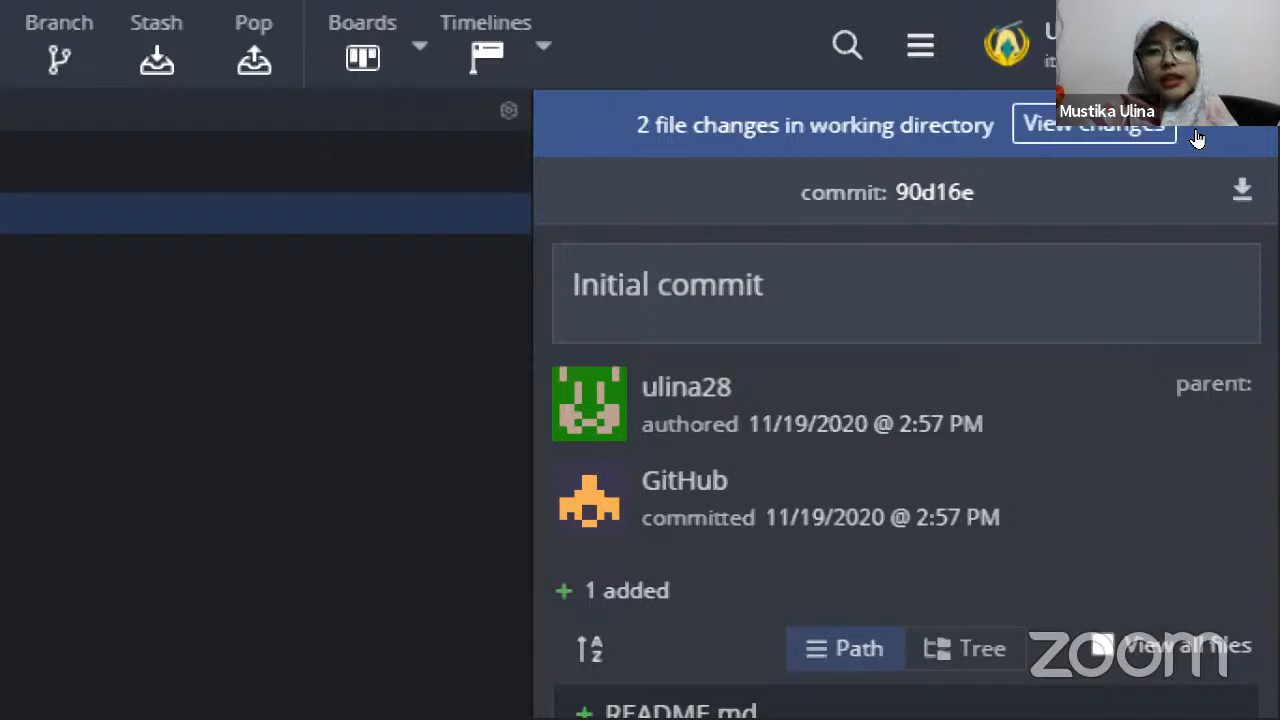 Branch
Stash
Pop
Boards
Timelines
Mustika Ulina
2 file changes in working directory
View changes
commit: 90d16e
Initial commit
ulina28
parent:
authored 11/19/2020 @ 2:57 PM
GitHub
committed 11/19/2020 @ 2:57 PM
+ 1 added
A
Z
Path
Tree
View all files
zoom
+ README.md